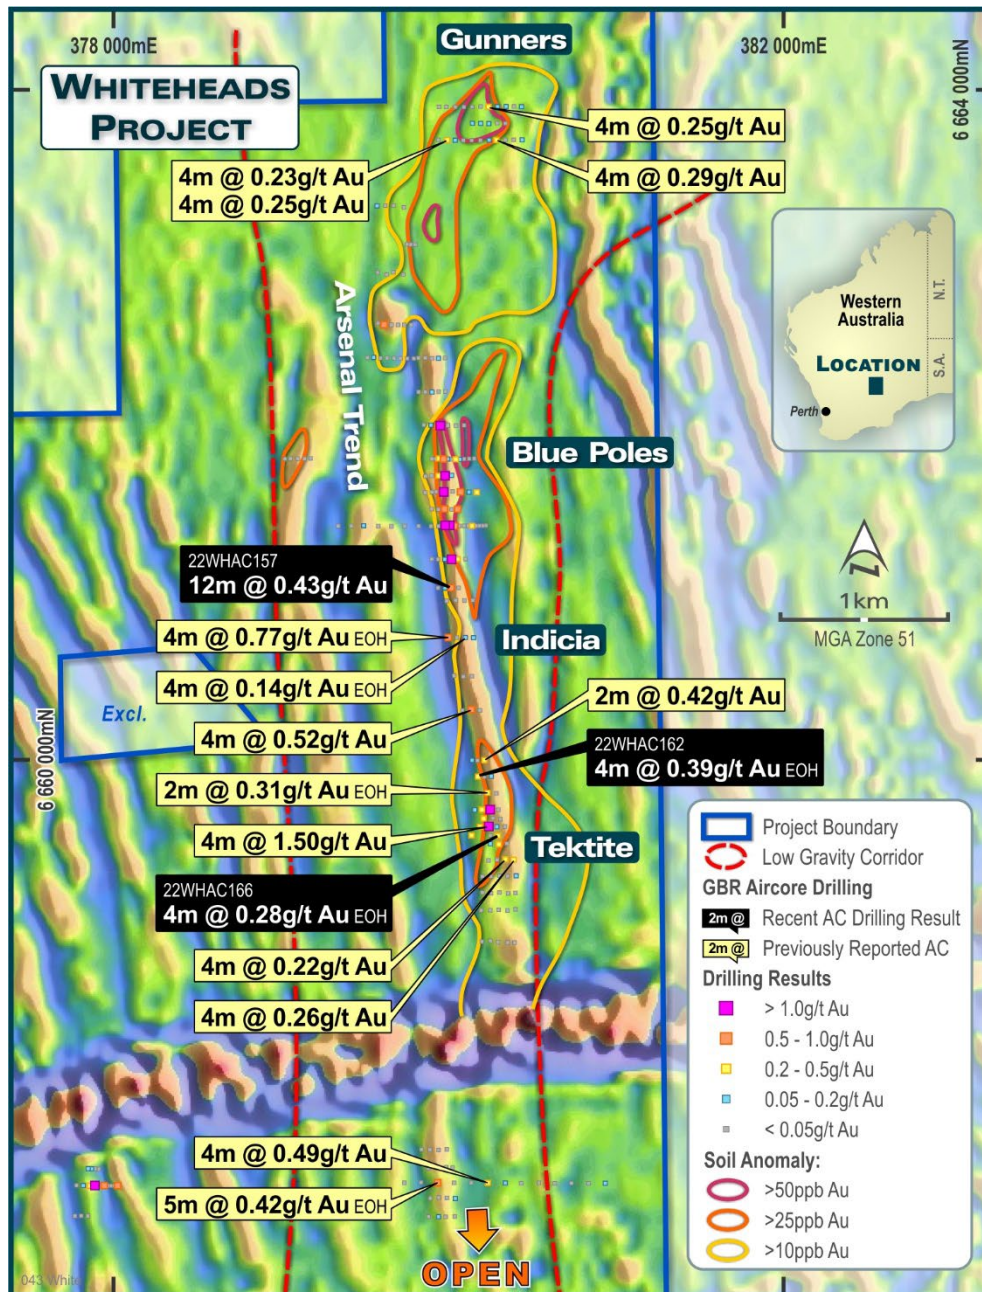 378 000mE
Gunners
382 000mE
WHITEHEADS
PROJECT
6 664 000mN
4m @ 0.25g/t Au
4m @ 0.23g/t Au
4m @ 0.25g/t Au
4m @ 0.29g/t Au
Arsenal Trend
Western
Australia
N.T.
S.A.
LOCATION
Perth
Blue Poles
22WHAC157
12m @ 0.43g/t Au
N
1km
MGA Zone 51
4m @ 0.77g/t Au EOH
Indicia
4m @ 0.14g/t Au EOH
Excl.
2m @ 0.42g/t Au
4m @ 0.52g/t Au
22WHAC162
4m @ 0.39g/t Au EOH
6 660 000mN
2m @ 0.31g/t Au EOH
4m @ 1.50g/t Au
Tektite
22WHAC166
4m @ 0.28g/t Au EOH
4m @ 0.22g/t Au
4m @ 0.26g/t Au
4m @ 0.49g/t Au
5m @ 0.42g/t Au EOH
OPEN
Project Boundary
Low Gravity Corridor
GBR Aircore Drilling
2m @ Recent AC Drilling Result
2m @ Previously Reported AC
Drilling Results
> 1.0g/t Au
0.5 - 1.0g/t Au
0.2 - 0.5g/t Au
0.05 - 0.2g/t Au
< 0.05g/t Au
Soil Anomaly:
>50ppb Au
>25ppb Au
>10ppb Au
043 White